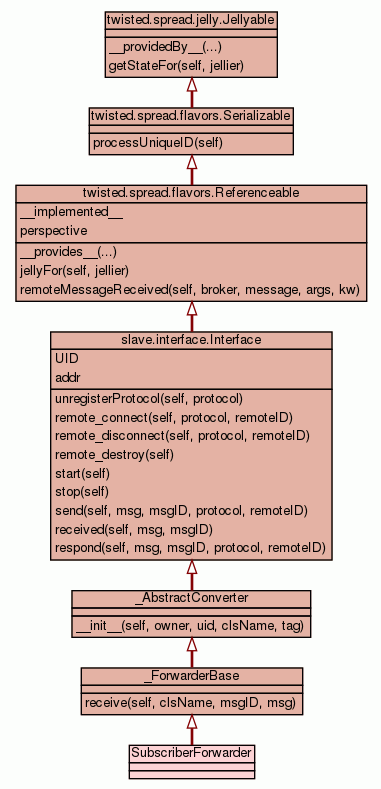 twisted.spread.jelly.Jellyable
__providedBy__(...)
getStateFor(self, jellier)
twisted.spread.flavors.Serializable
processUniqueID(self)
twisted.spread.flavors.Referenceable
__implemented__
perspective
__provides__(...)
jellyFor(self, jellier)
remoteMessageReceived(self, broker, message, args, kw)
slave.interface.Interface
UID
addr
unregisterProtocol(self, protocol)
remote_connect(self, protocol, remoteID)
remote_disconnect(self, protocol, remoteID)
remote_destroy(self)
start(self)
stop(self)
send(self, msg, msgID, protocol, remoteID)
received(self, msg, msgID)
respond(self, msg, msgID, protocol, remoteID)
_AbstractConverter
__init__(self, owner, uid, clsName, tag)
_ForwarderBase
receive(self, clsName, msgID, msg)
SubscriberForwarder